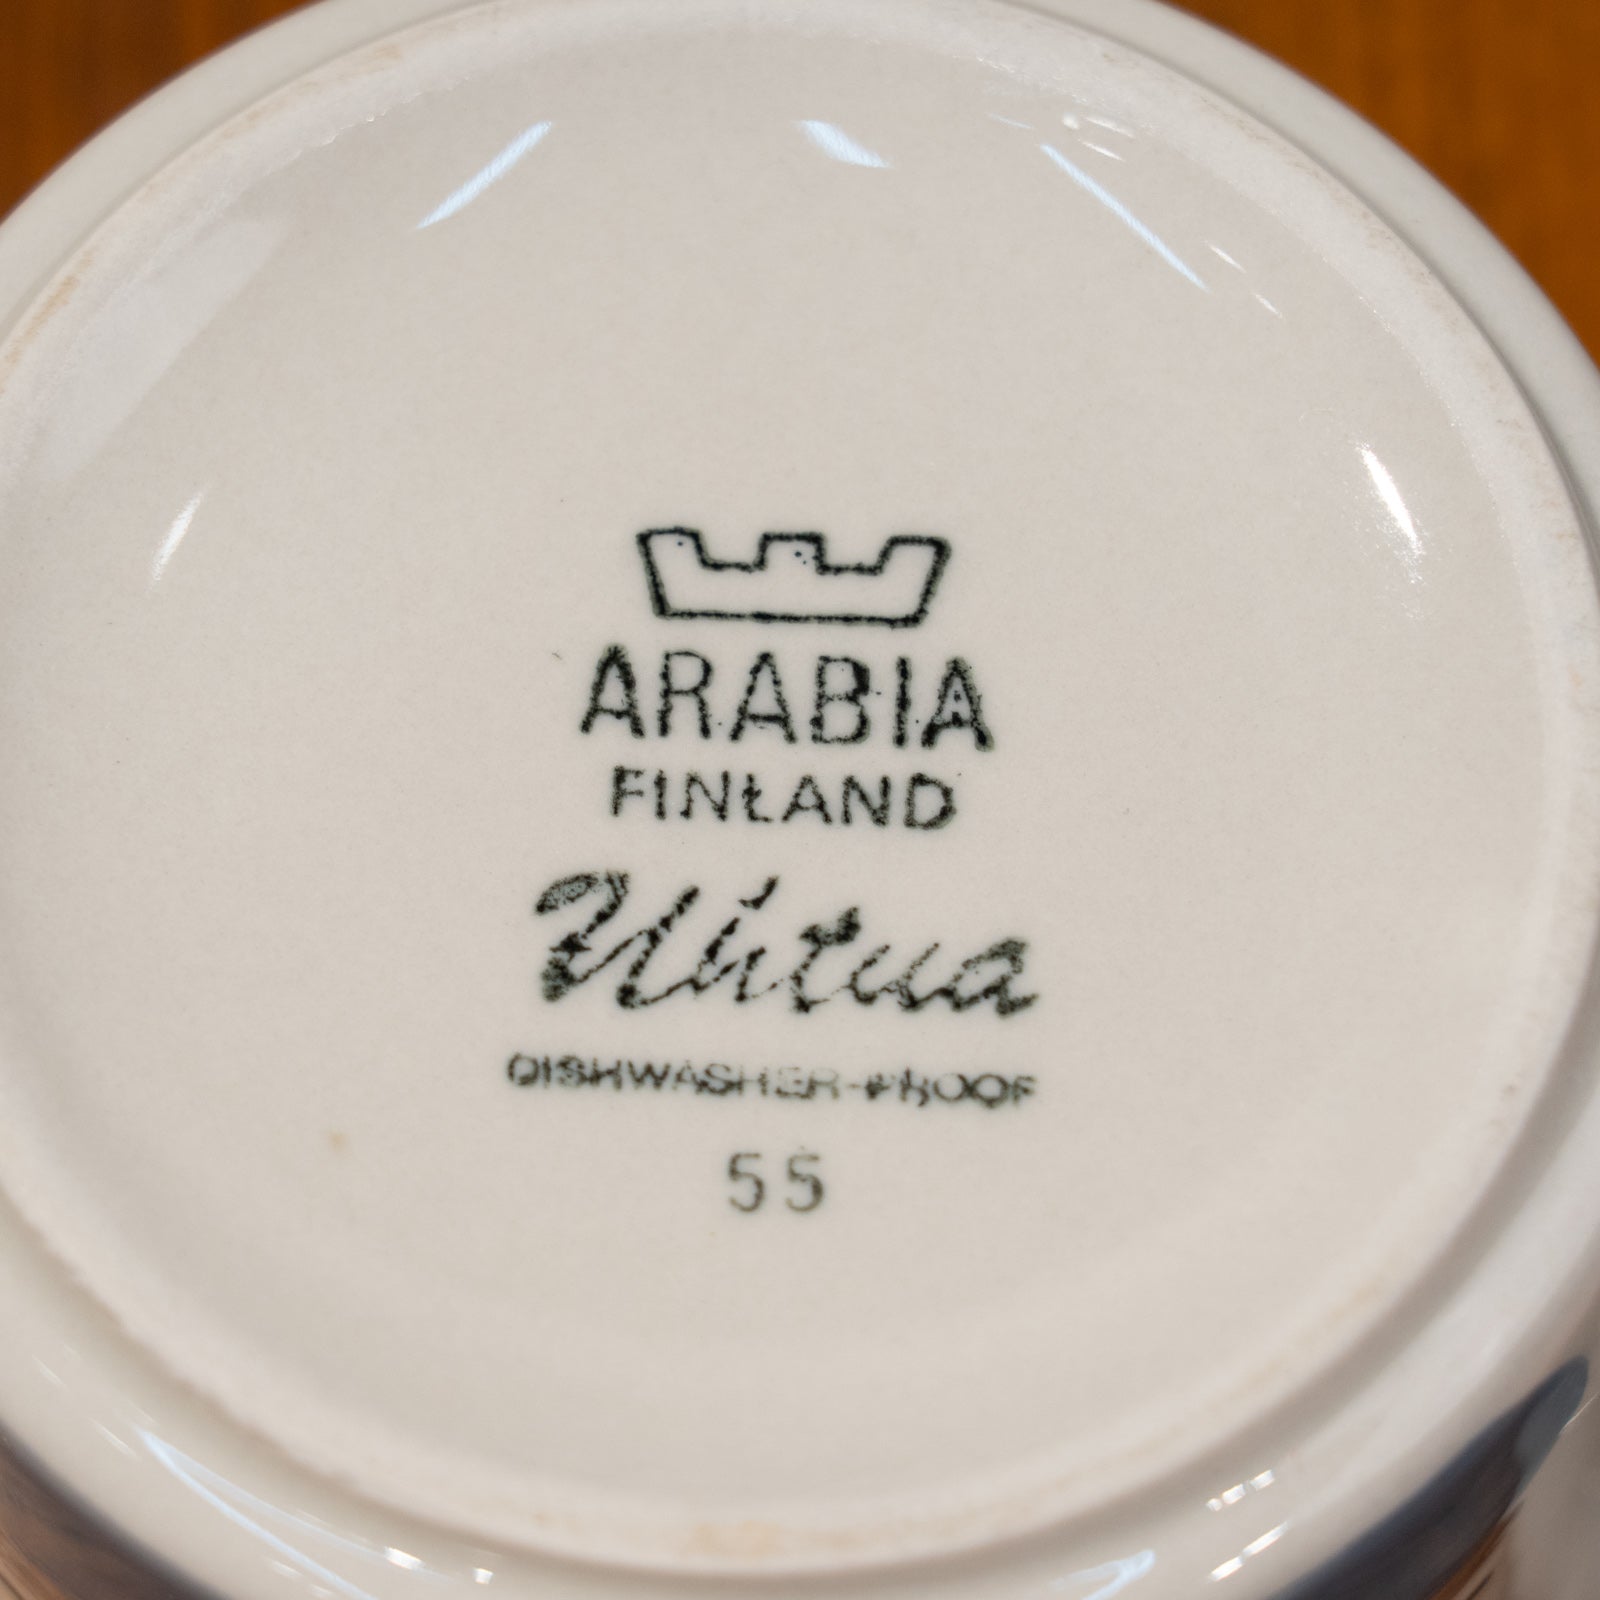 ARABIA
FINLAND
Uhtua
DISHWASHER-PROOF
55